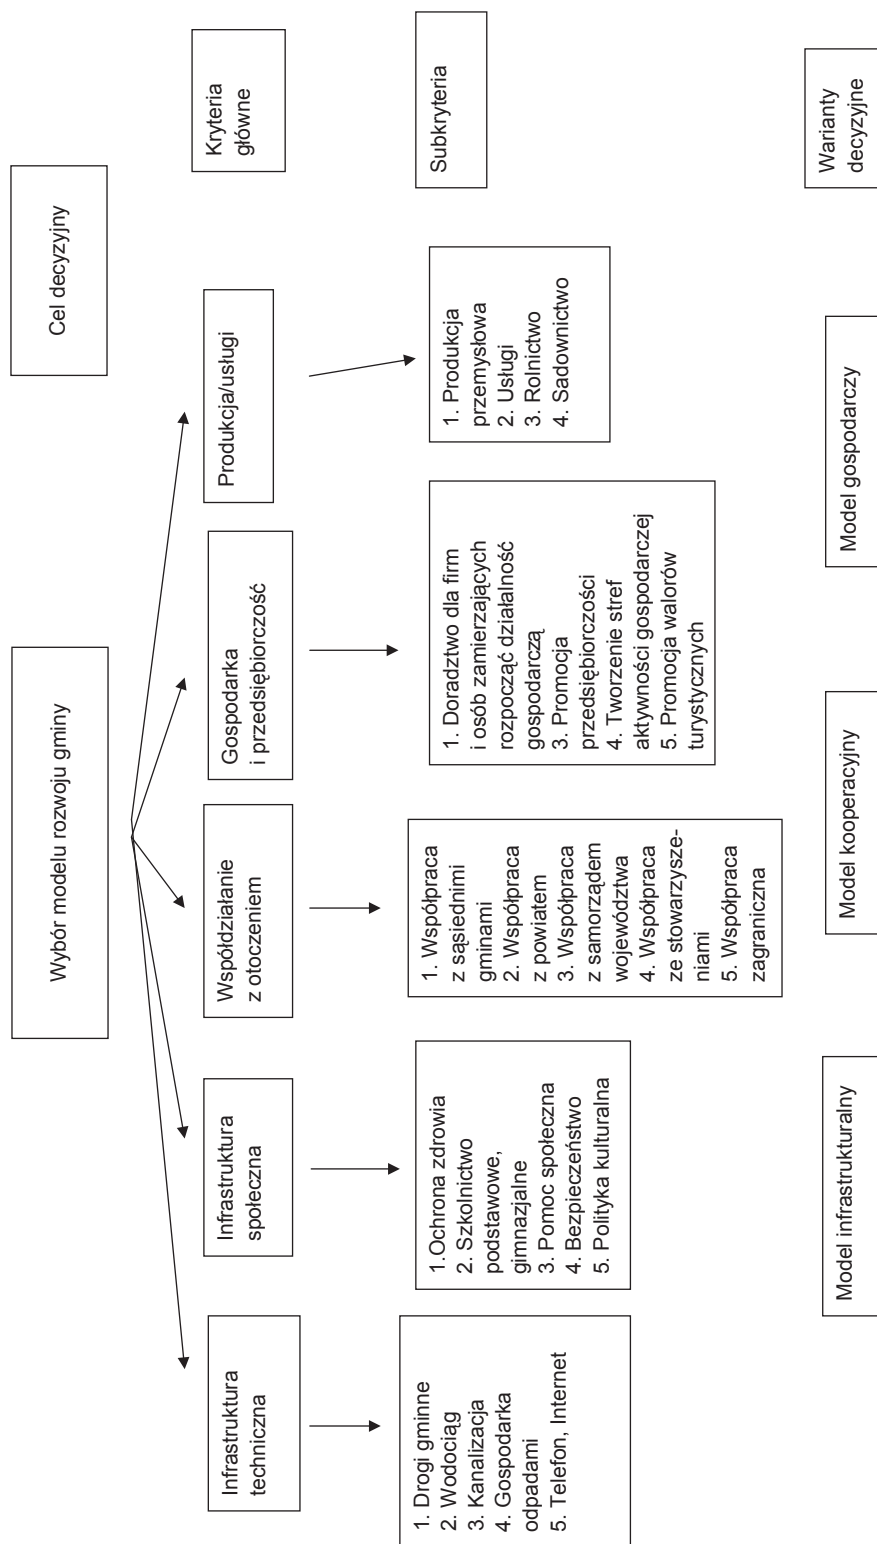 Wybór modelu rozwoju gminy
Cel decyzyjny
Infrastruktura
techniczna
Infrastruktura
społeczna
Współdziałanie
z otoczeniem
Gospodarka
i przedsiębiorczość
Produkcja/usługi
Kryteria
główne
1. Drogi gminne
2. Wodociąg
3. Kanalizacja
4. Gospodarka
odpadami
5. Telefon, Internet
1.Ochrona zdrowia
2. Szkolnictwo
podstawowe,
gimnazjalne
3. Pomoc społeczna
4. Bezpieczeństwo
5. Polityka kulturalna
1. Współpraca
z sąsiednimi
gminami
2. Współpraca
z powiatem
3. Współpraca
z samorządem
województwa
4. Współpraca
ze stowarzysze-
niami
5. Współpraca
zagraniczna
1. Doradztwo dla firm
i osób zamierzających
rozpocząć działalność
gospodarczą
3. Promocja
przedsiębiorczości
4. Tworzenie stref
aktywności gospodarczej
5. Promocja walorów
turystycznych
1. Produkcja
przemysłowa
2. Usługi
3. Rolnictwo
4. Sadownictwo
Subkryteria
Model infrastrukturalny
Model kooperacyjny
Model gospodarczy
Warianty
decyzyjne